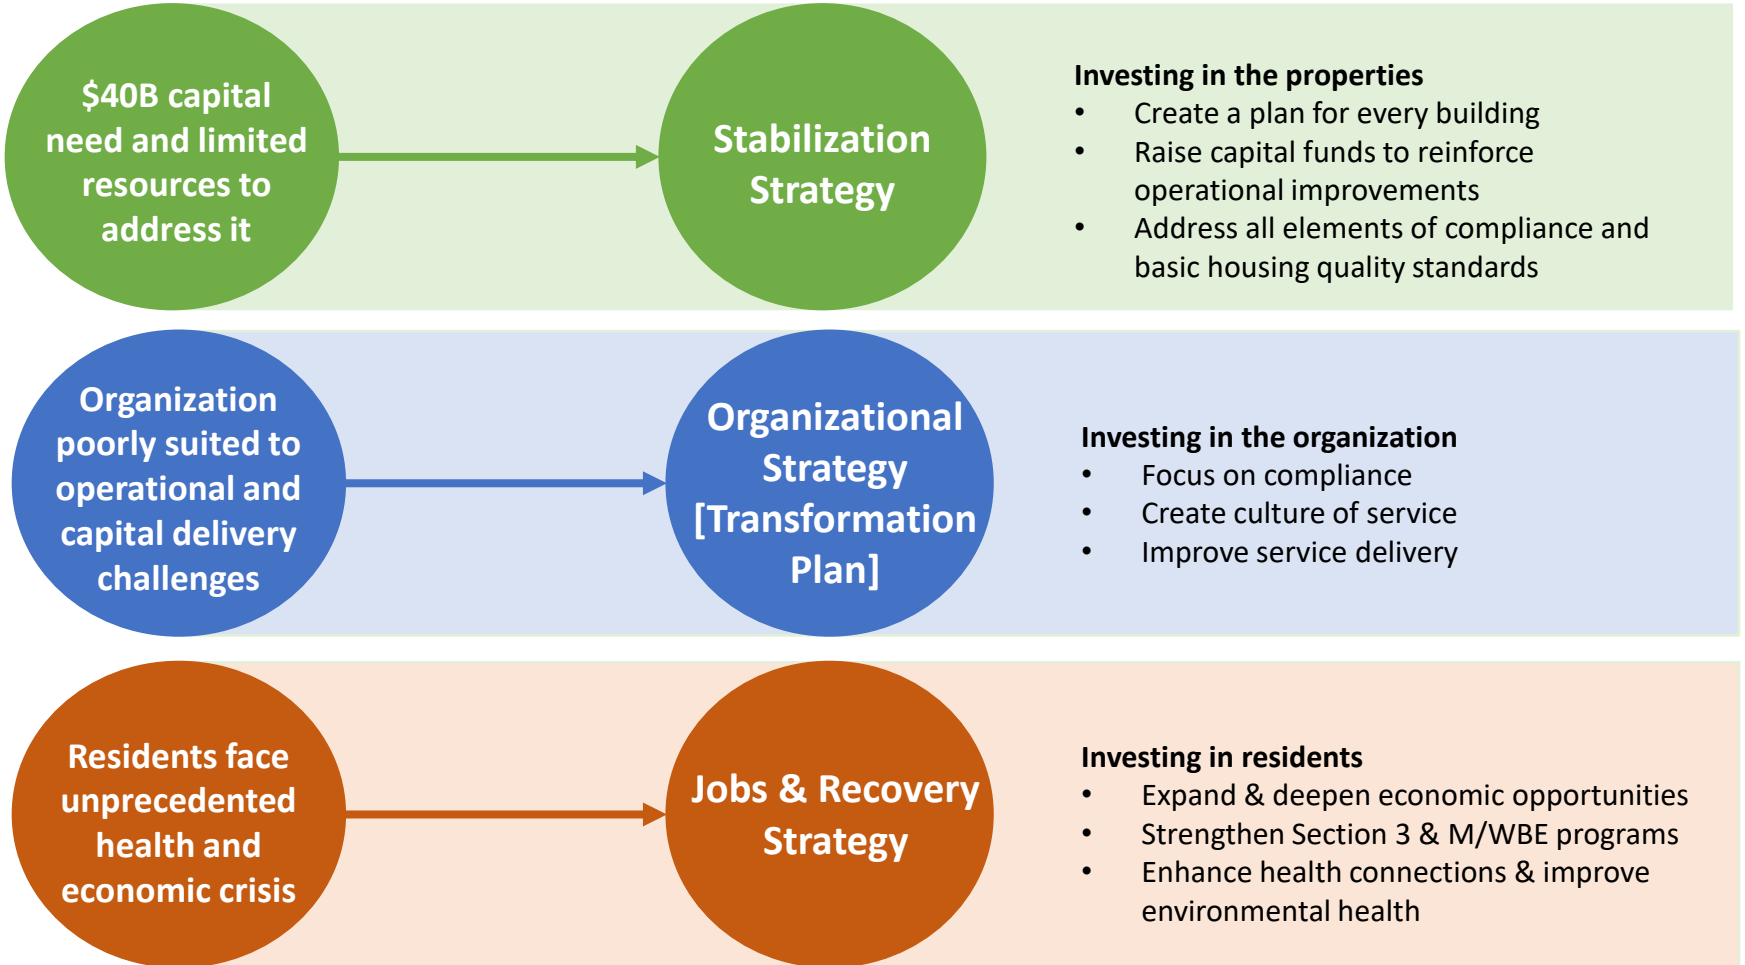 $40B capital
need and limited
resources to
address it
Stabilization
Strategy
Investing in the properties
• Create a plan for every building
• Raise capital funds to reinforce
operational improvements
• Address all elements of compliance and
basic housing quality standards
Organization
poorly suited to
operational and
capital delivery
challenges
Organizational
Strategy
[Transformation
Plan]
Investing in the organization
• Focus on compliance
• Create culture of service
• Improve service delivery
Residents face
unprecedented
health and
economic crisis
Jobs & Recovery
Strategy
Investing in residents
• Expand & deepen economic opportunities
• Strengthen Section 3 & M/WBE programs
• Enhance health connections & improve
environmental health